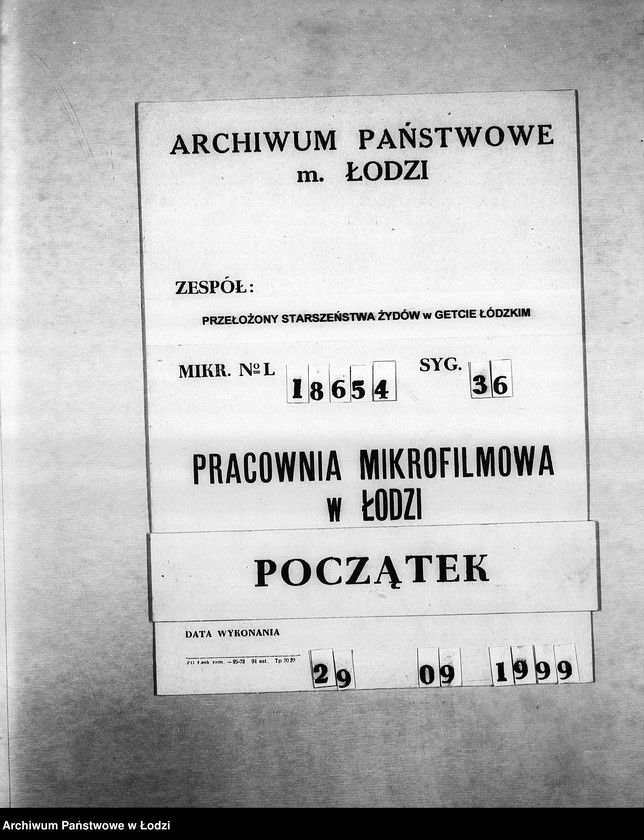 ARCHIWUM PAŃSTWOWE
m. ŁODZI
ZESPÓŁ:
PRZEŁOŻONY STARSZEŃSTWA ŻYDÓW w GETCIE ŁÓDZKIM
MIKR. Nº L 18654 SYG. 36
PRACOWNIA MIKROFILMOWA
w ŁODZI
POCZĄTEK
DATA WYKONANIA
29 09 1999
Archiwum Państwowe w Łodzi